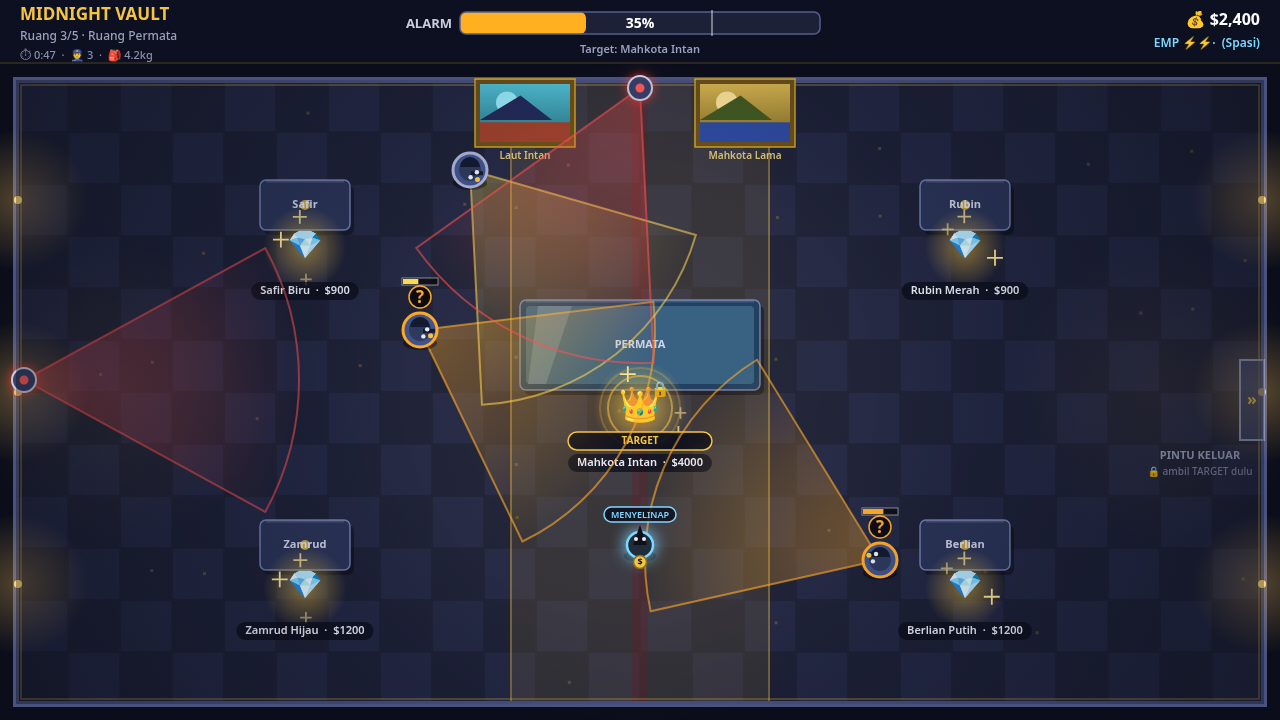 MIDNIGHT VAULT
Ruang 3/5 · Ruang Permata
⏱ 0:47 · 👮 3 · 🎒 4.2kg
ALARM 35%
Target: Mahkota Intan
💰 $2,400
EMP ⚡⚡· (Spasi)
Laut Intan
Mahkota Lama
Safir
Rubin
Safir Biru · $900
Rubin Merah · $900
?
PERMATA
TARGET
Mahkota Intan · $4000
»
PINTU KELUAR
🔒 ambil TARGET dulu
MENYELINAP
$
?
Zamrud
Berlian
Zamrud Hijau · $1200
Berlian Putih · $1200